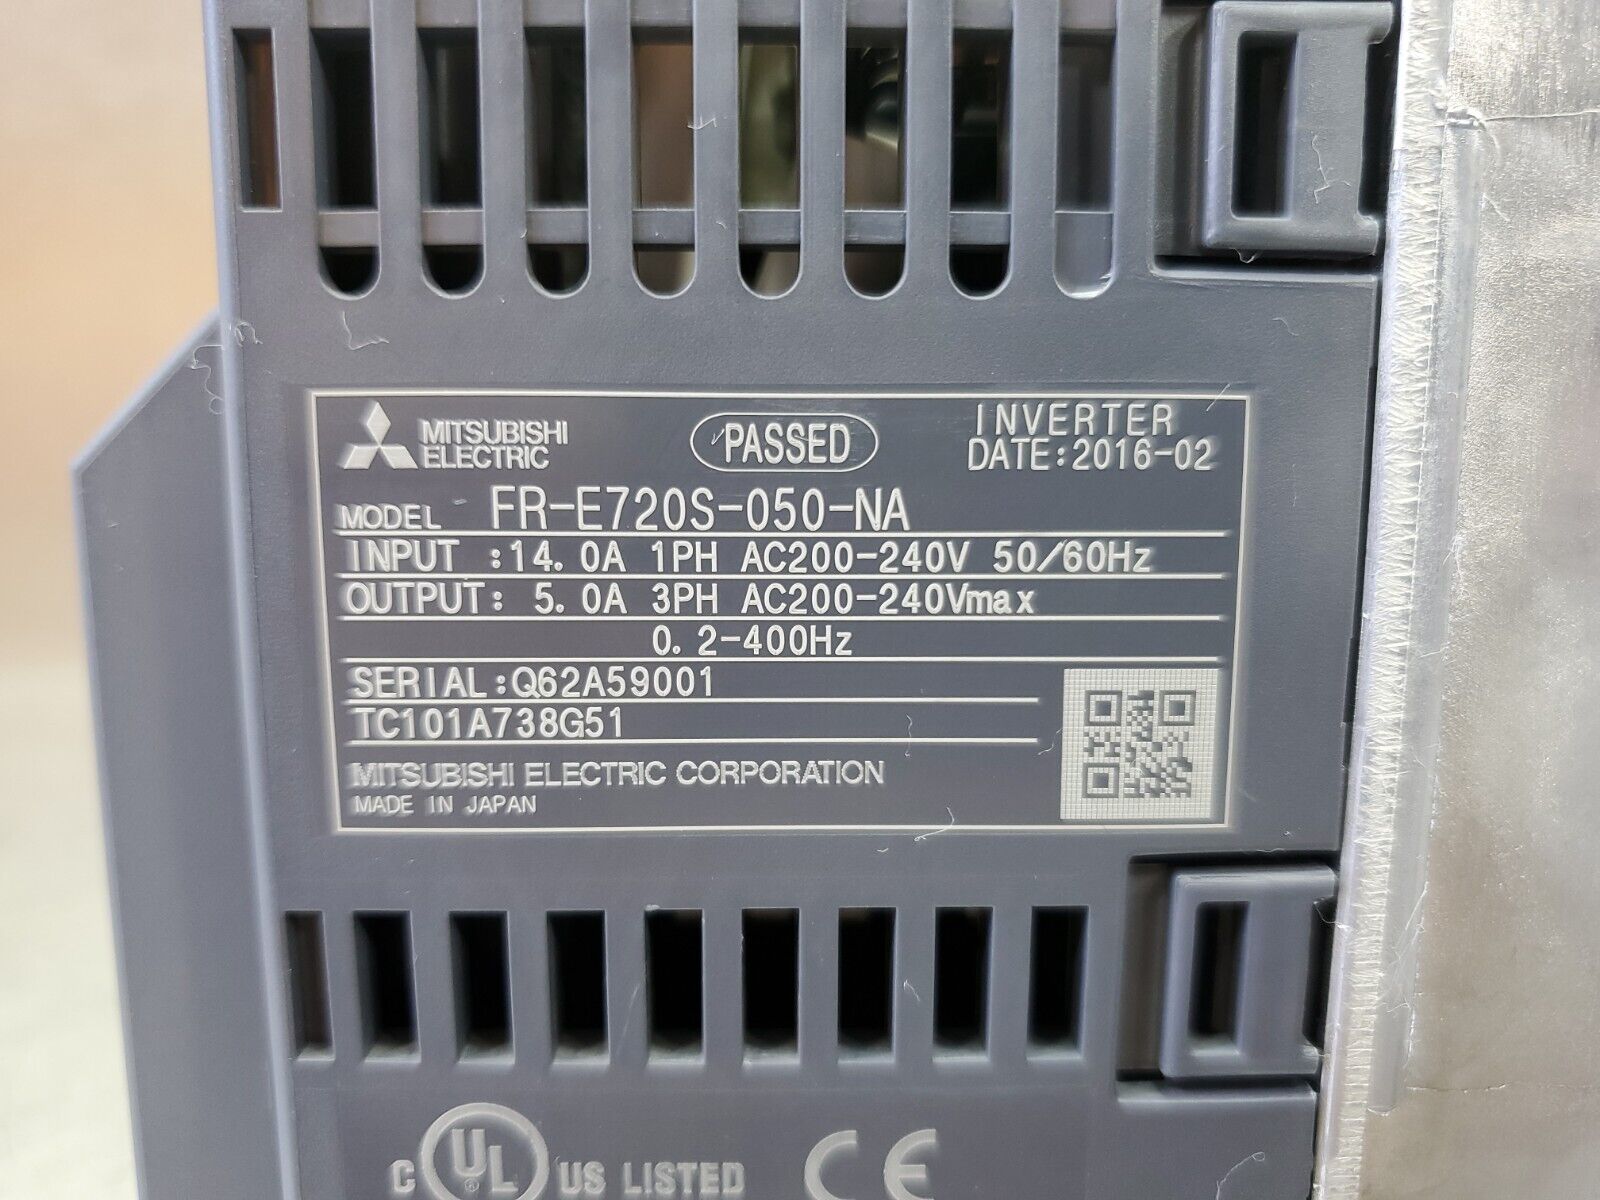 MITSUBISHI
ELECTRIC
PASSED
INVERTER
DATE:2016-02
MODEL FR-E720S-050-NA
INPUT :14.0A 1PH AC200-240V 50/60Hz
OUTPUT: 5.0A 3PH AC200-240Vmax
0.2-400Hz
SERIAL:Q62A59001
TC101A738G51
MITSUBISHI ELECTRIC CORPORATION
MADE IN JAPAN
C UL ® US LISTED CE